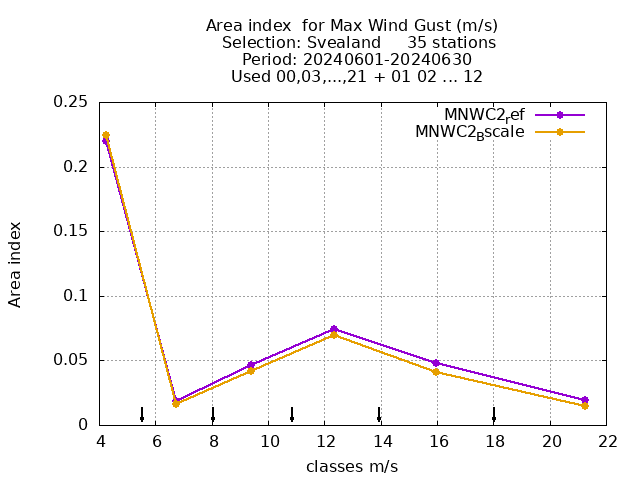 Area index  for Max Wind Gust (m/s)
Selection: Svealand     35 stations
Period: 20240601-20240630
Used 00,03,...,21 + 01 02 ... 12
MNWC2ref
MNWC2Bscale
0.25
0.2
0.15
0.1
0.05
0
Area index
4 6 8 10 12 14 16 18 20 22
classes m/s